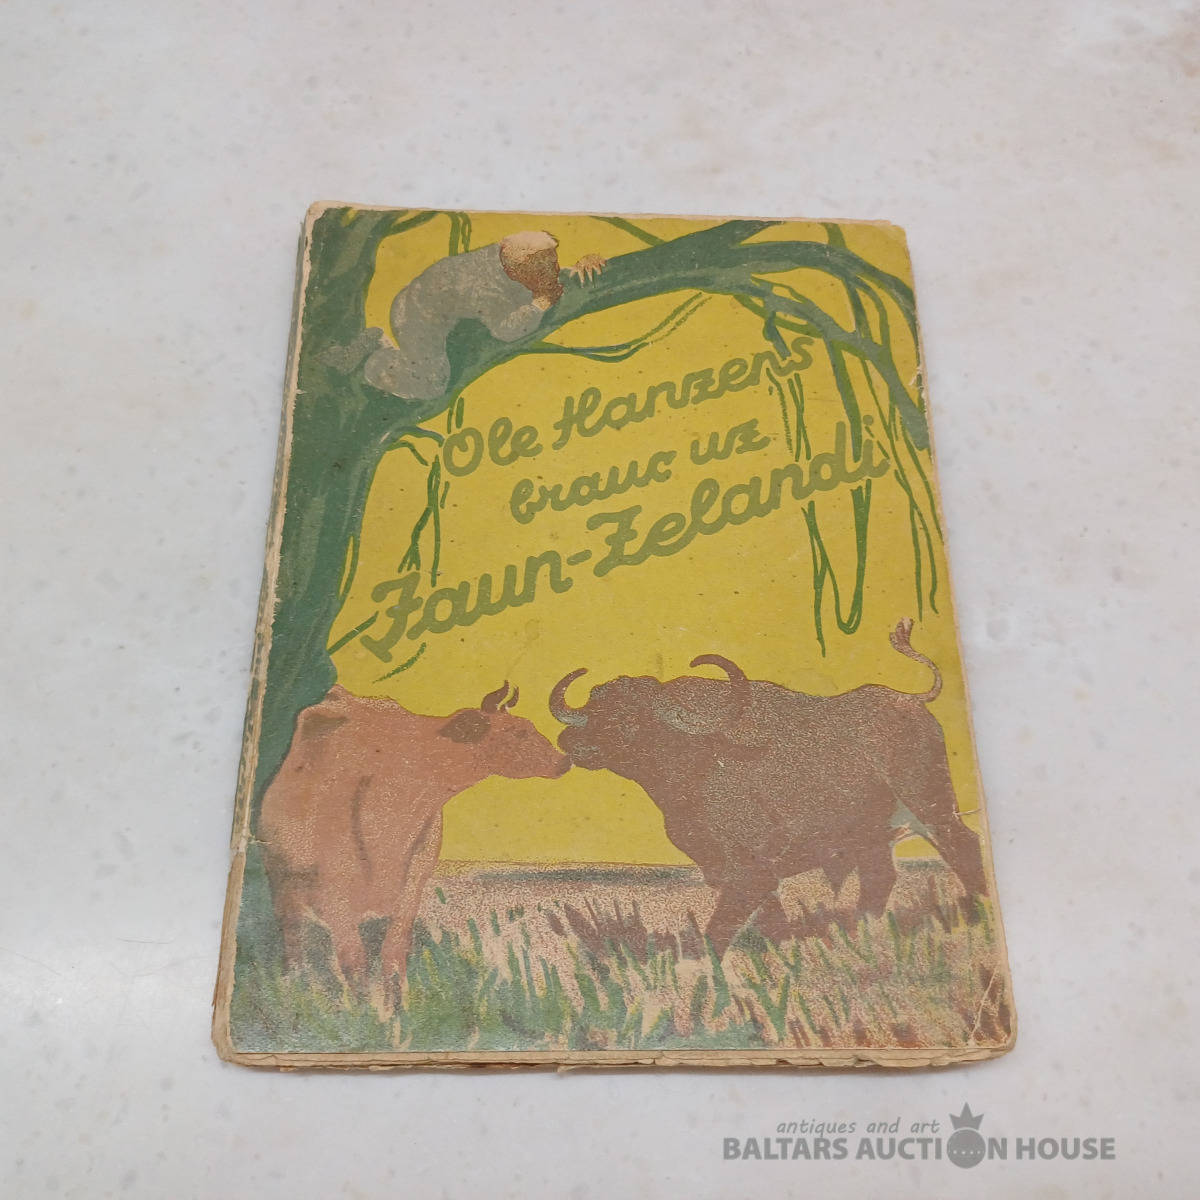 Ole Hanzens
brauc uz
Jaun-Zelandi
antiques and art
BALTARS AUCTION HOUSE